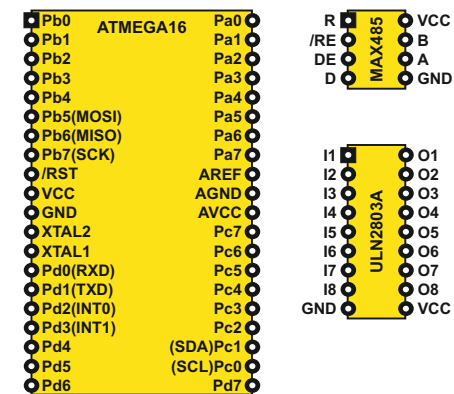 ATMEGA16
Pb0 Pa0
Pb1 Pa1
Pb2 Pa2
Pb3 Pa3
Pb4 Pa4
Pb5(MOSI) Pa5
Pb6(MISO) Pa6
Pb7(SCK) Pa7
/RST AREF
VCC AGND
GND AVCC
XTAL2 Pc7
XTAL1 Pc6
Pd0(RXD) Pc5
Pd1(TXD) Pc4
Pd2(INT0) Pc3
Pd3(INT1) Pc2
Pd4 (SDA)Pc1
Pd5 (SCL)Pc0
Pd6 Pd7
MAX485
R VCC
/RE B
DE A
D GND
ULN2803A
I1 O1
I2 O2
I3 O3
I4 O4
I5 O5
I6 O6
I7 O7
I8 O8
GND VCC